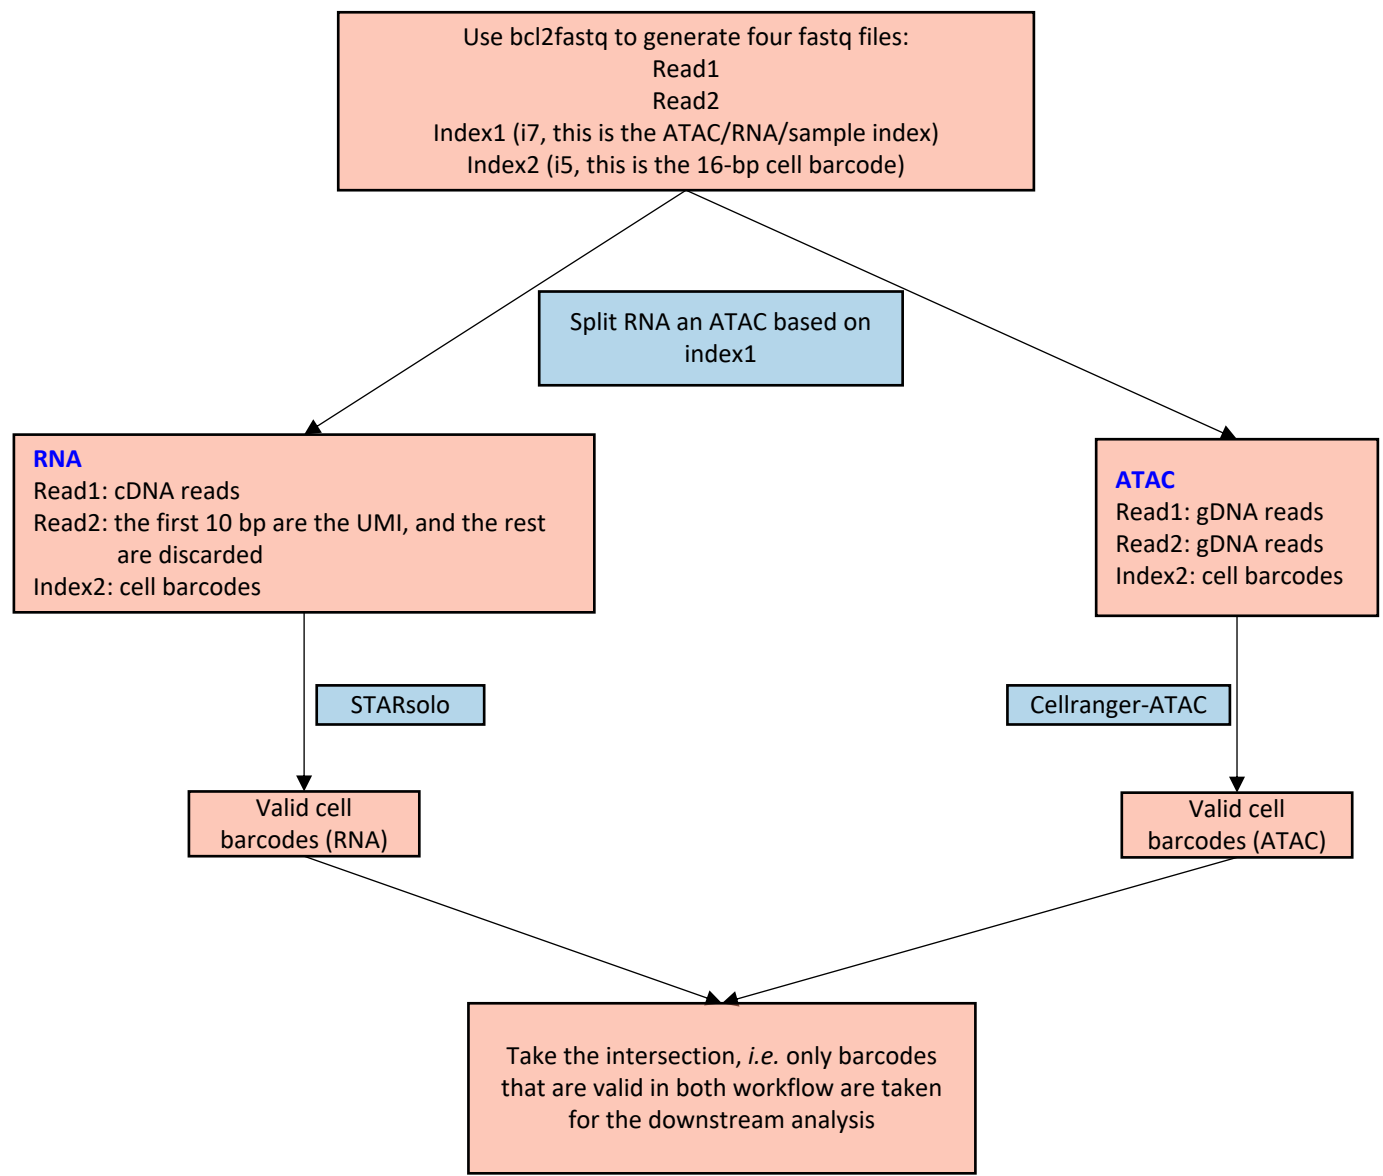 Use bcl2fastq to generate four fastq files:
Read1
Read2
Index1 (i7, this is the ATAC/RNA/sample index)
Index2 (i5, this is the 16-bp cell barcode)
Split RNA an ATAC based on
index1
RNA
Read1: cDNA reads
Read2: the first 10 bp are the UMI, and the rest
are discarded
Index2: cell barcodes
ATAC
Read1: gDNA reads
Read2: gDNA reads
Index2: cell barcodes
STARsolo
Cellranger-ATAC
Valid cell
barcodes (RNA)
Valid cell
barcodes (ATAC)
Take the intersection, i.e. only barcodes
that are valid in both workflow are taken
for the downstream analysis